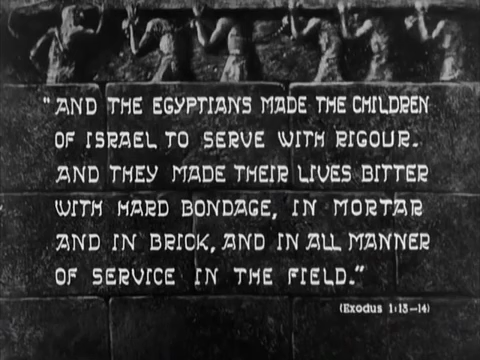 "AND THE EGYPTIANS MADE THE CHILDREN
OF ISRAEL TO SERVE WITH RIGOUR.
AND THEY MADE THEIR LIVES BITTER
WITH HARD BONDAGE, IN MORTAR
AND IN BRICK, AND IN ALL MANNER
OF SERVICE IN THE FIELD."
(Exodus 1:13—14)